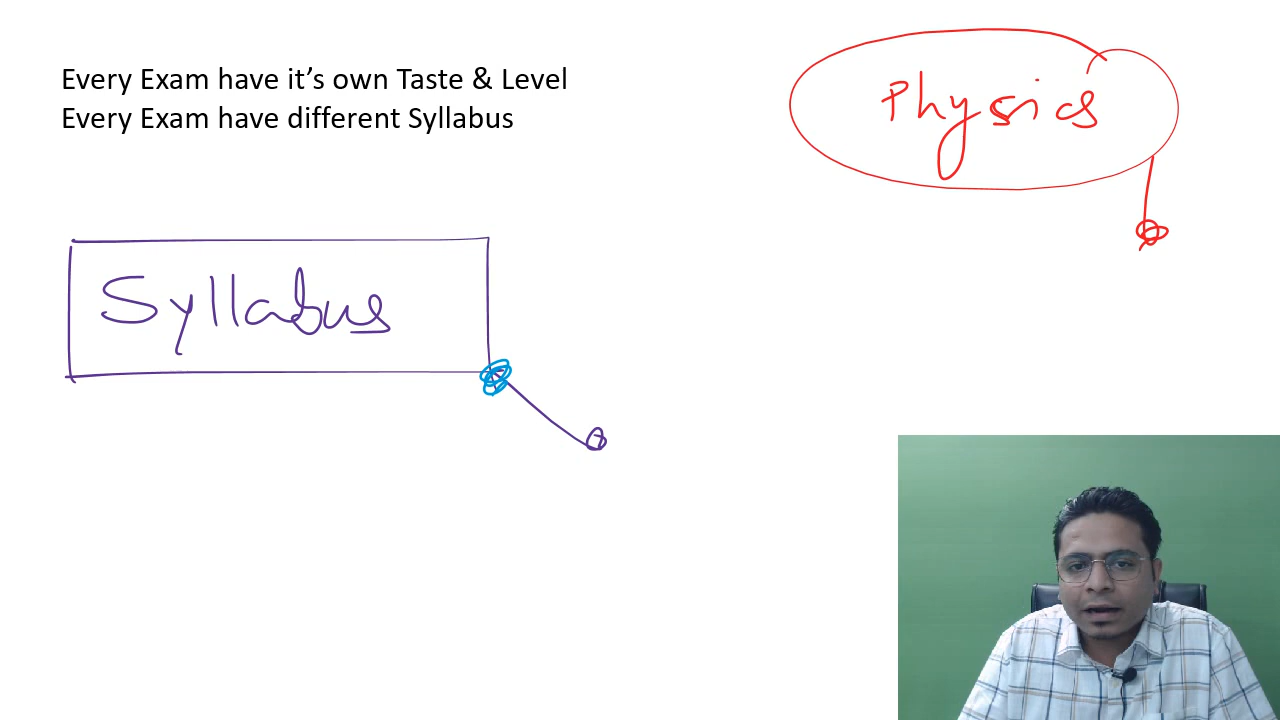 Every Exam have it’s own Taste & Level
Every Exam have different Syllabus
Physics
Syllabus